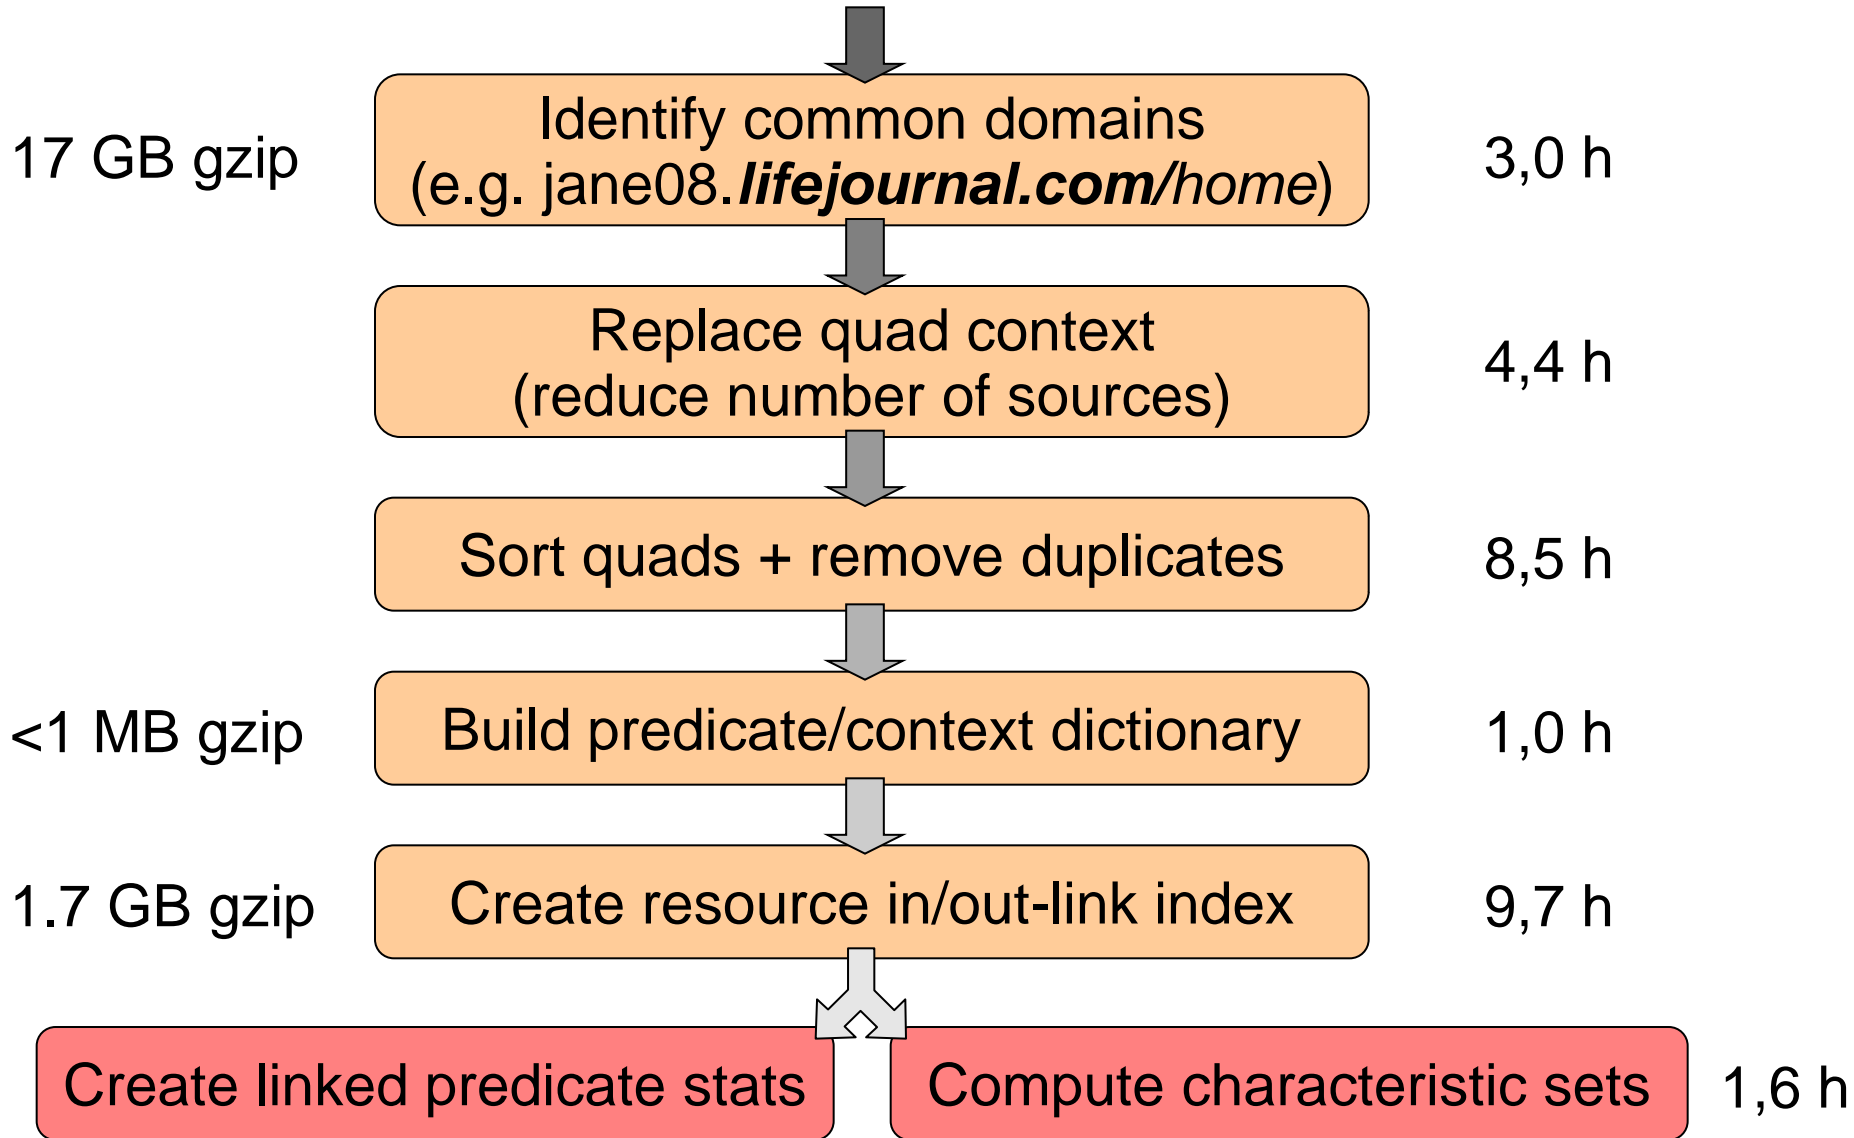 Identify common domains
17 GB gzip
(e.g. jane08.lifejournal.com/home)
3,0 h
Replace quad context
(reduce number of sources)
4,4 h
Sort quads + remove duplicates
8,5 h
<1 MB gzip
Build predicate/context dictionary
1,0 h
1.7 GB gzip
Create resource in/out-link index
9,7 h
Create linked predicate stats
Compute characteristic sets
1,6 h